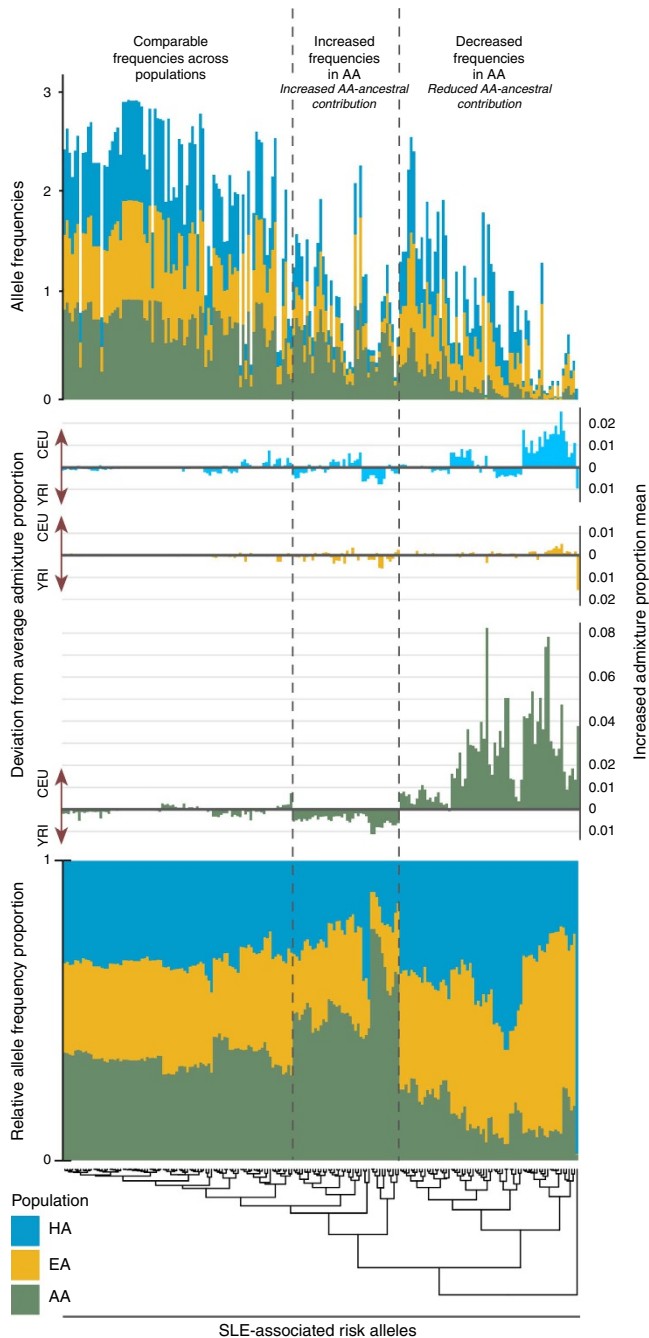 Comparable
frequencies across
populations
Increased
frequencies
in AA
Increased AA-ancestral
contribution
Decreased
frequencies
in AA
Reduced AA-ancestral
contribution
Allele frequencies
3
2
1
0
Deviation from average admixture proportion
CEU
YRI
0.02
0.01
0
0.01
CEU
YRI
0.01
0
0.01
0.02
CEU
YRI
0.08
0.06
0.04
0.02
0.01
0
0.01
Increased admixture proportion mean
Relative allele frequency proportion
1
0
Population
HA
EA
AA
SLE-associated risk alleles